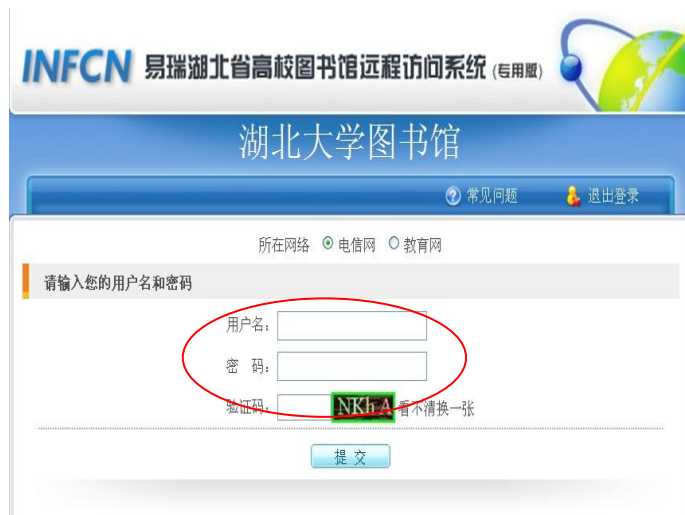 INFCN 易瑞湖北省高校图书馆远程访问系统 (专用版)
湖北大学图书馆
常见问题 退出登录
所在网络 电信网 教育网
请输入您的用户名和密码
用户名:
密 码:
验证码: NKhA 看不清换一张
提 交